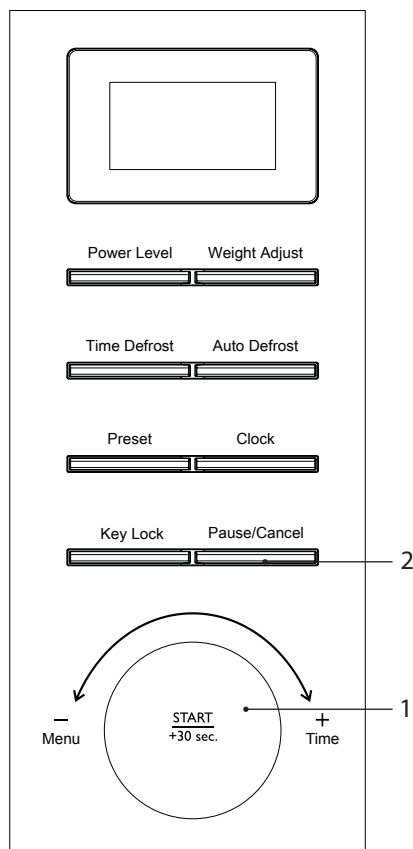 Power Level Weight Adjust
Time Defrost Auto Defrost
Preset Clock
Key Lock Pause/Cancel
2
START
+30 sec.
1
− +
Menu Time